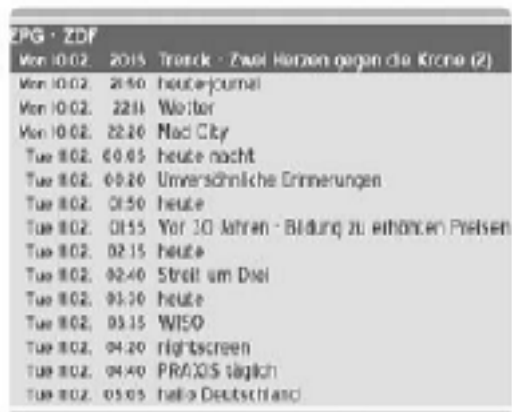 EPG - ZDF
Mon 10.02. 20:15 Trenck - Zwei Herzen gegen die Krone (2)
Mon 10.02. 21:50 heute-journal
Mon 10.02. Wetter
Mon 10.02. 22:20 Mad City
Tue 11.02. 00:05 heute nacht
Tue 11.02. 00:20 Unversöhnliche Erinnerungen
Tue 11.02. 01:50 heute
Tue 11.02. 01:55 Vor 30 Jahren - Bildung zu erhöhten Preisen
Tue 11.02. 02:15 heute
Tue 11.02. 02:40 Streit um Drei
Tue 11.02. 03:30 heute
Tue 11.02. 03:35 WISO
Tue 11.02. 04:20 nightscreen
Tue 11.02. 04:40 PRAXIS täglich
Tue 11.02. 05:05 hallo Deutschland